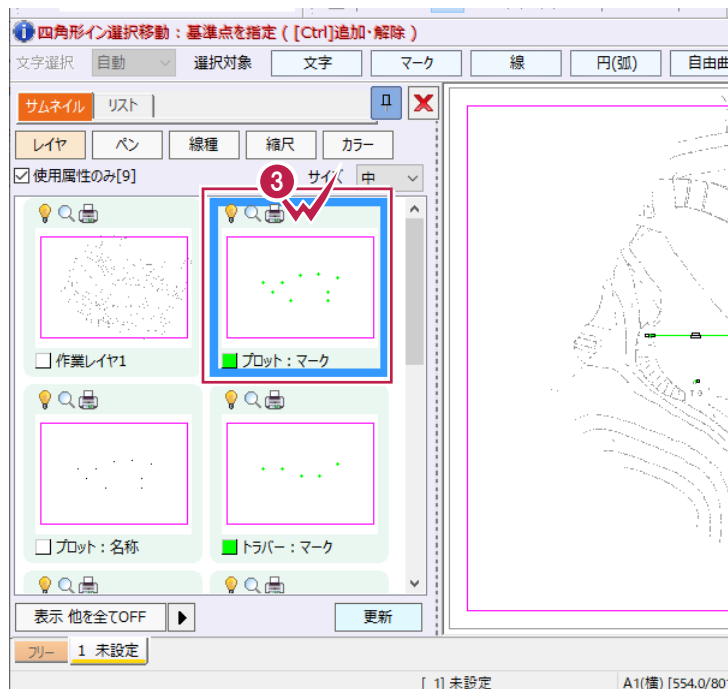 四角形イン選択移動：基準点を指定 ( [Ctrl]追加・解除 )
文字選択 自動 選択対象 文字 マーク 線 円(弧) 自由曲
サムネイル リスト
レイヤ ペン 線種 縮尺 カラー
使用属性のみ[9] サイズ 中
3
作業レイヤ1 プロット：マーク
プロット：名称 トラバー：マーク
表示 他を全てOFF 更新
フリー 1 未設定
[ 1] 未設定 A1(横) [554.0/80